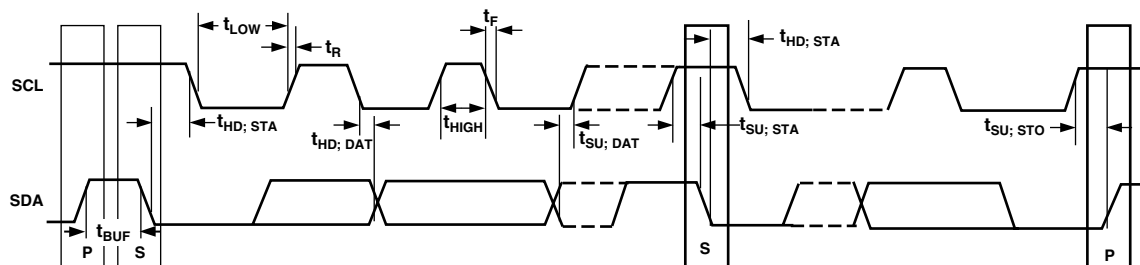 tLOW
tR
tF
tHD; STA
SCL
tHD; STA
tHD; DAT
tHIGH
tSU; DAT
tSU; STA
tSU; STO
SDA
tBUF
P S
S
P